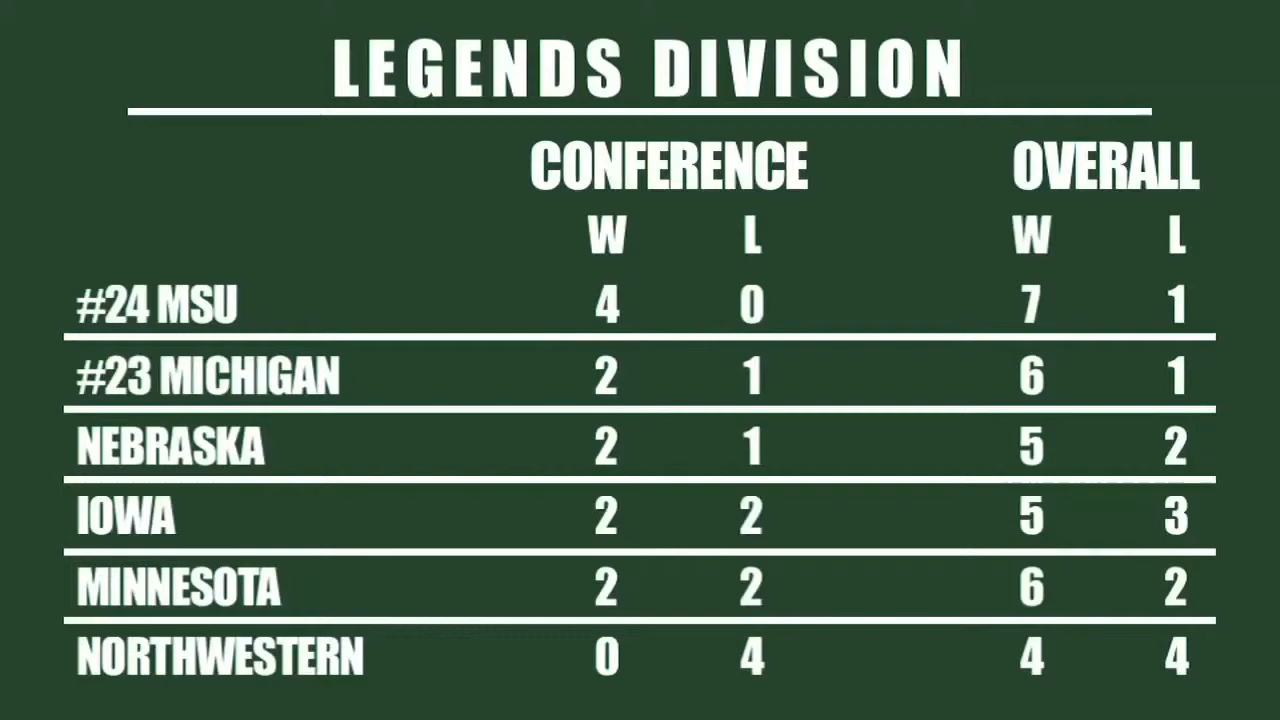 LEGENDS DIVISION
CONFERENCE OVERALL
W L W L
#24 MSU 4 0 7 1
#23 MICHIGAN 2 1 6 1
NEBRASKA 2 1 5 2
IOWA 2 2 5 3
MINNESOTA 2 2 6 2
NORTHWESTERN 0 4 4 4